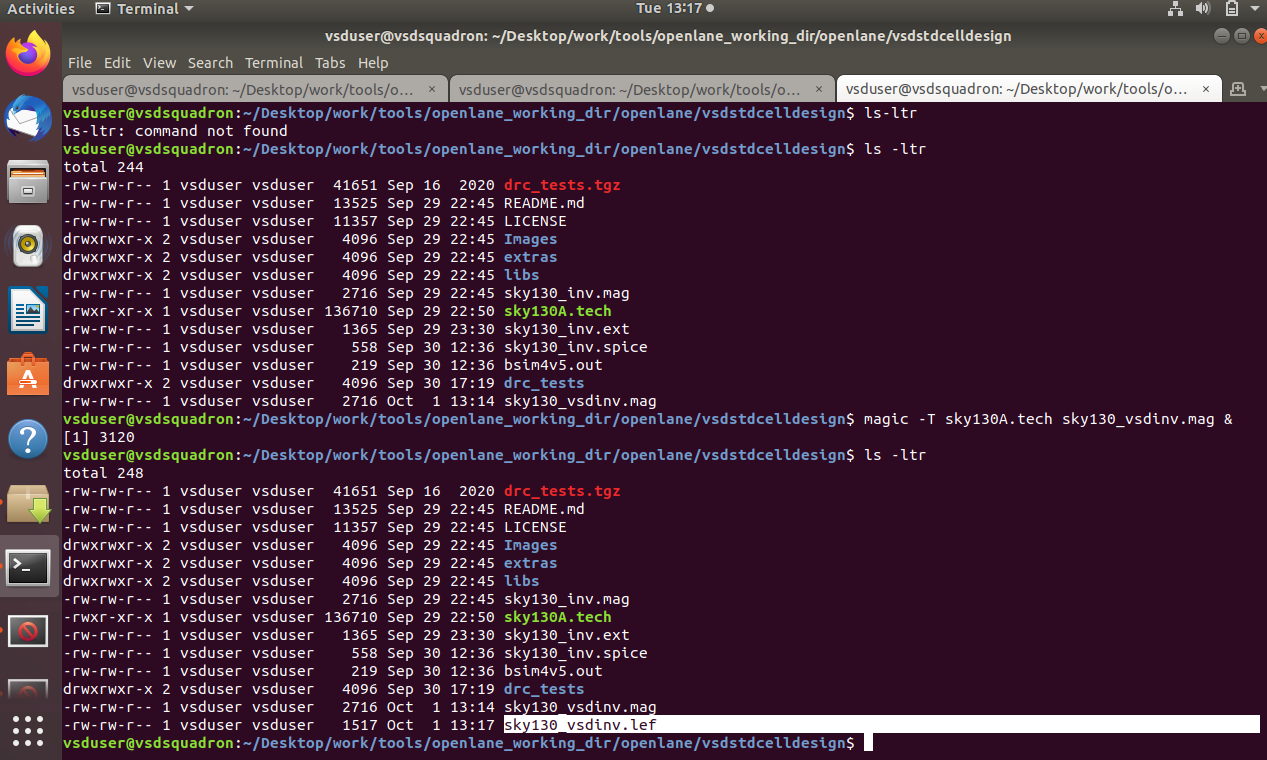 Activities Terminal Tue 13:17
vsduser@vsdsquadron: ~/Desktop/work/tools/openlane_working_dir/openlane/vsdstdcelldesign
File Edit View Search Terminal Tabs Help
vsduser@vsdsquadron: ~/Desktop/work/tools/o... × vsduser@vsdsquadron: ~/Desktop/work/tools/o... × vsduser@vsdsquadron: ~/Desktop/work/tools/o... ×
vsduser@vsdsquadron:~/Desktop/work/tools/openlane_working_dir/openlane/vsdstdcelldesign$ ls-ltr
ls-ltr: command not found
vsduser@vsdsquadron:~/Desktop/work/tools/openlane_working_dir/openlane/vsdstdcelldesign$ ls -ltr
total 244
-rw-rw-r-- 1 vsduser vsduser  41651 Sep 16  2020 drc_tests.tgz
-rw-rw-r-- 1 vsduser vsduser  13525 Sep 29 22:45 README.md
-rw-rw-r-- 1 vsduser vsduser  11357 Sep 29 22:45 LICENSE
drwxrwxr-x 2 vsduser vsduser   4096 Sep 29 22:45 Images
drwxrwxr-x 2 vsduser vsduser   4096 Sep 29 22:45 extras
drwxrwxr-x 2 vsduser vsduser   4096 Sep 29 22:45 libs
-rw-rw-r-- 1 vsduser vsduser   2716 Sep 29 22:45 sky130_inv.mag
-rwxr-xr-x 1 vsduser vsduser 136710 Sep 29 22:50 sky130A.tech
-rw-rw-r-- 1 vsduser vsduser   1365 Sep 29 23:30 sky130_inv.ext
-rw-rw-r-- 1 vsduser vsduser    558 Sep 30 12:36 sky130_inv.spice
-rw-rw-r-- 1 vsduser vsduser    219 Sep 30 12:36 bsim4v5.out
drwxrwxr-x 2 vsduser vsduser   4096 Sep 30 17:19 drc_tests
-rw-rw-r-- 1 vsduser vsduser   2716 Oct  1 13:14 sky130_vsdinv.mag
vsduser@vsdsquadron:~/Desktop/work/tools/openlane_working_dir/openlane/vsdstdcelldesign$ magic -T sky130A.tech sky130_vsdinv.mag &
[1] 3120
vsduser@vsdsquadron:~/Desktop/work/tools/openlane_working_dir/openlane/vsdstdcelldesign$ ls -ltr
total 248
-rw-rw-r-- 1 vsduser vsduser  41651 Sep 16  2020 drc_tests.tgz
-rw-rw-r-- 1 vsduser vsduser  13525 Sep 29 22:45 README.md
-rw-rw-r-- 1 vsduser vsduser  11357 Sep 29 22:45 LICENSE
drwxrwxr-x 2 vsduser vsduser   4096 Sep 29 22:45 Images
drwxrwxr-x 2 vsduser vsduser   4096 Sep 29 22:45 extras
drwxrwxr-x 2 vsduser vsduser   4096 Sep 29 22:45 libs
-rw-rw-r-- 1 vsduser vsduser   2716 Sep 29 22:45 sky130_inv.mag
-rwxr-xr-x 1 vsduser vsduser 136710 Sep 29 22:50 sky130A.tech
-rw-rw-r-- 1 vsduser vsduser   1365 Sep 29 23:30 sky130_inv.ext
-rw-rw-r-- 1 vsduser vsduser    558 Sep 30 12:36 sky130_inv.spice
-rw-rw-r-- 1 vsduser vsduser    219 Sep 30 12:36 bsim4v5.out
drwxrwxr-x 2 vsduser vsduser   4096 Sep 30 17:19 drc_tests
-rw-rw-r-- 1 vsduser vsduser   2716 Oct  1 13:14 sky130_vsdinv.mag
-rw-rw-r-- 1 vsduser vsduser   1517 Oct  1 13:17 sky130_vsdinv.lef
vsduser@vsdsquadron:~/Desktop/work/tools/openlane_working_dir/openlane/vsdstdcelldesign$